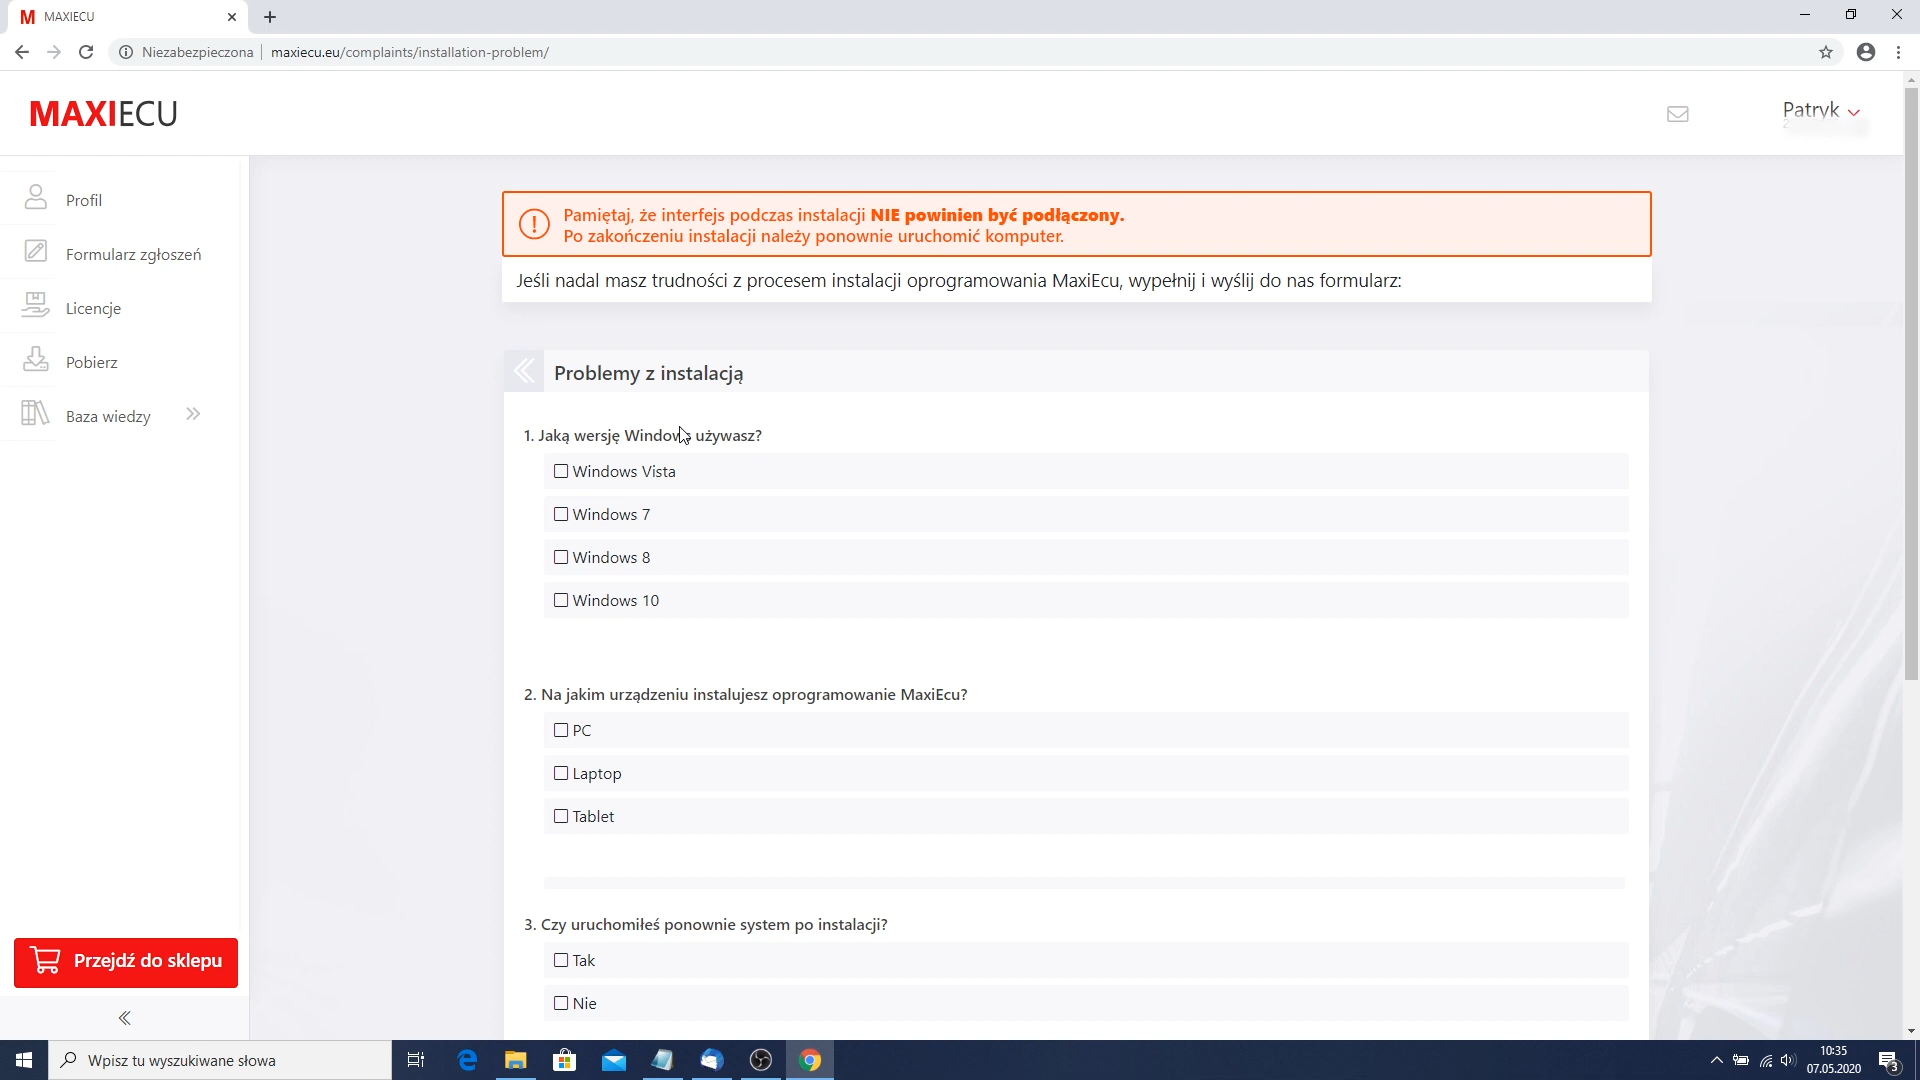 MAXIECU
Niezabezpieczona
maxiecu.eu/complaints/installation-problem/
MAXIECU
Patryk
Profil
Formularz zgłoszeń
Licencje
Pobierz
Baza wiedzy
Pamiętaj, że interfejs podczas instalacji NIE powinien być podłączony.
Po zakończeniu instalacji należy ponownie uruchomić komputer.
Jeśli nadal masz trudności z procesem instalacji oprogramowania MaxiEcu, wypełnij i wyślij do nas formularz:
Problemy z instalacją
1. Jaką wersję Windows używasz?
Windows Vista
Windows 7
Windows 8
Windows 10
2. Na jakim urządzeniu instalujesz oprogramowanie MaxiEcu?
PC
Laptop
Tablet
3. Czy uruchomiłeś ponownie system po instalacji?
Tak
Nie
Przejdź do sklepu
Wpisz tu wyszukiwane słowa
10:35
07.05.2020
3